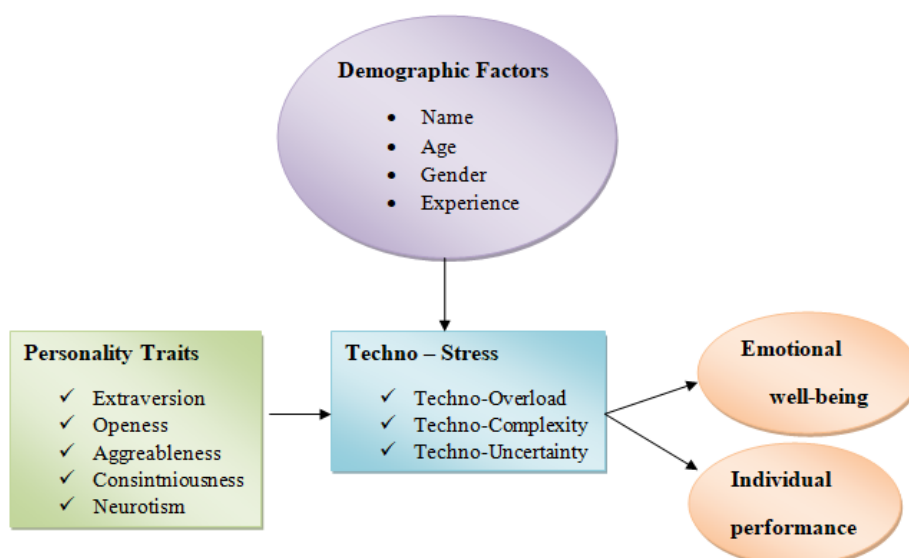 Demographic Factors
• Name
• Age
• Gender
• Experience
Personality Traits
✓ Extraversion
✓ Openess
✓ Aggreableness
✓ Consintniousness
✓ Neurotism
Techno – Stress
✓ Techno-Overload
✓ Techno-Complexity
✓ Techno-Uncertainty
Emotional
well-being
Individual
performance